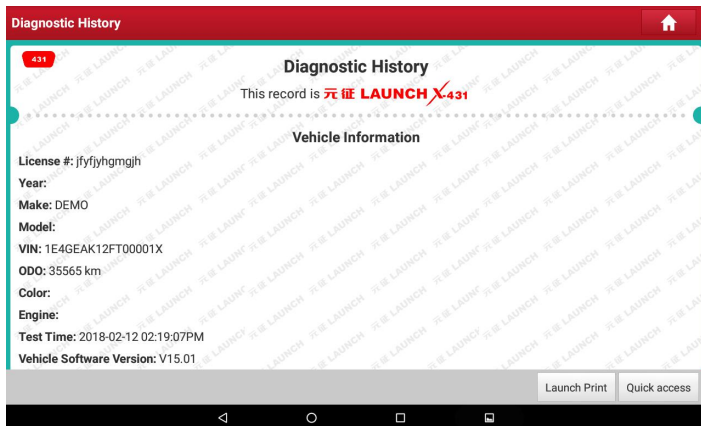 Diagnostic History
431
Diagnostic History
This record is 元征 LAUNCH X-431
Vehicle Information
License #: jfyfjyhgmgjh
Year:
Make: DEMO
Model:
VIN: 1E4GEAK12FT00001X
ODO: 35565 km
Color:
Engine:
Test Time: 2018-02-12 02:19:07PM
Vehicle Software Version: V15.01
Launch Print
Quick access